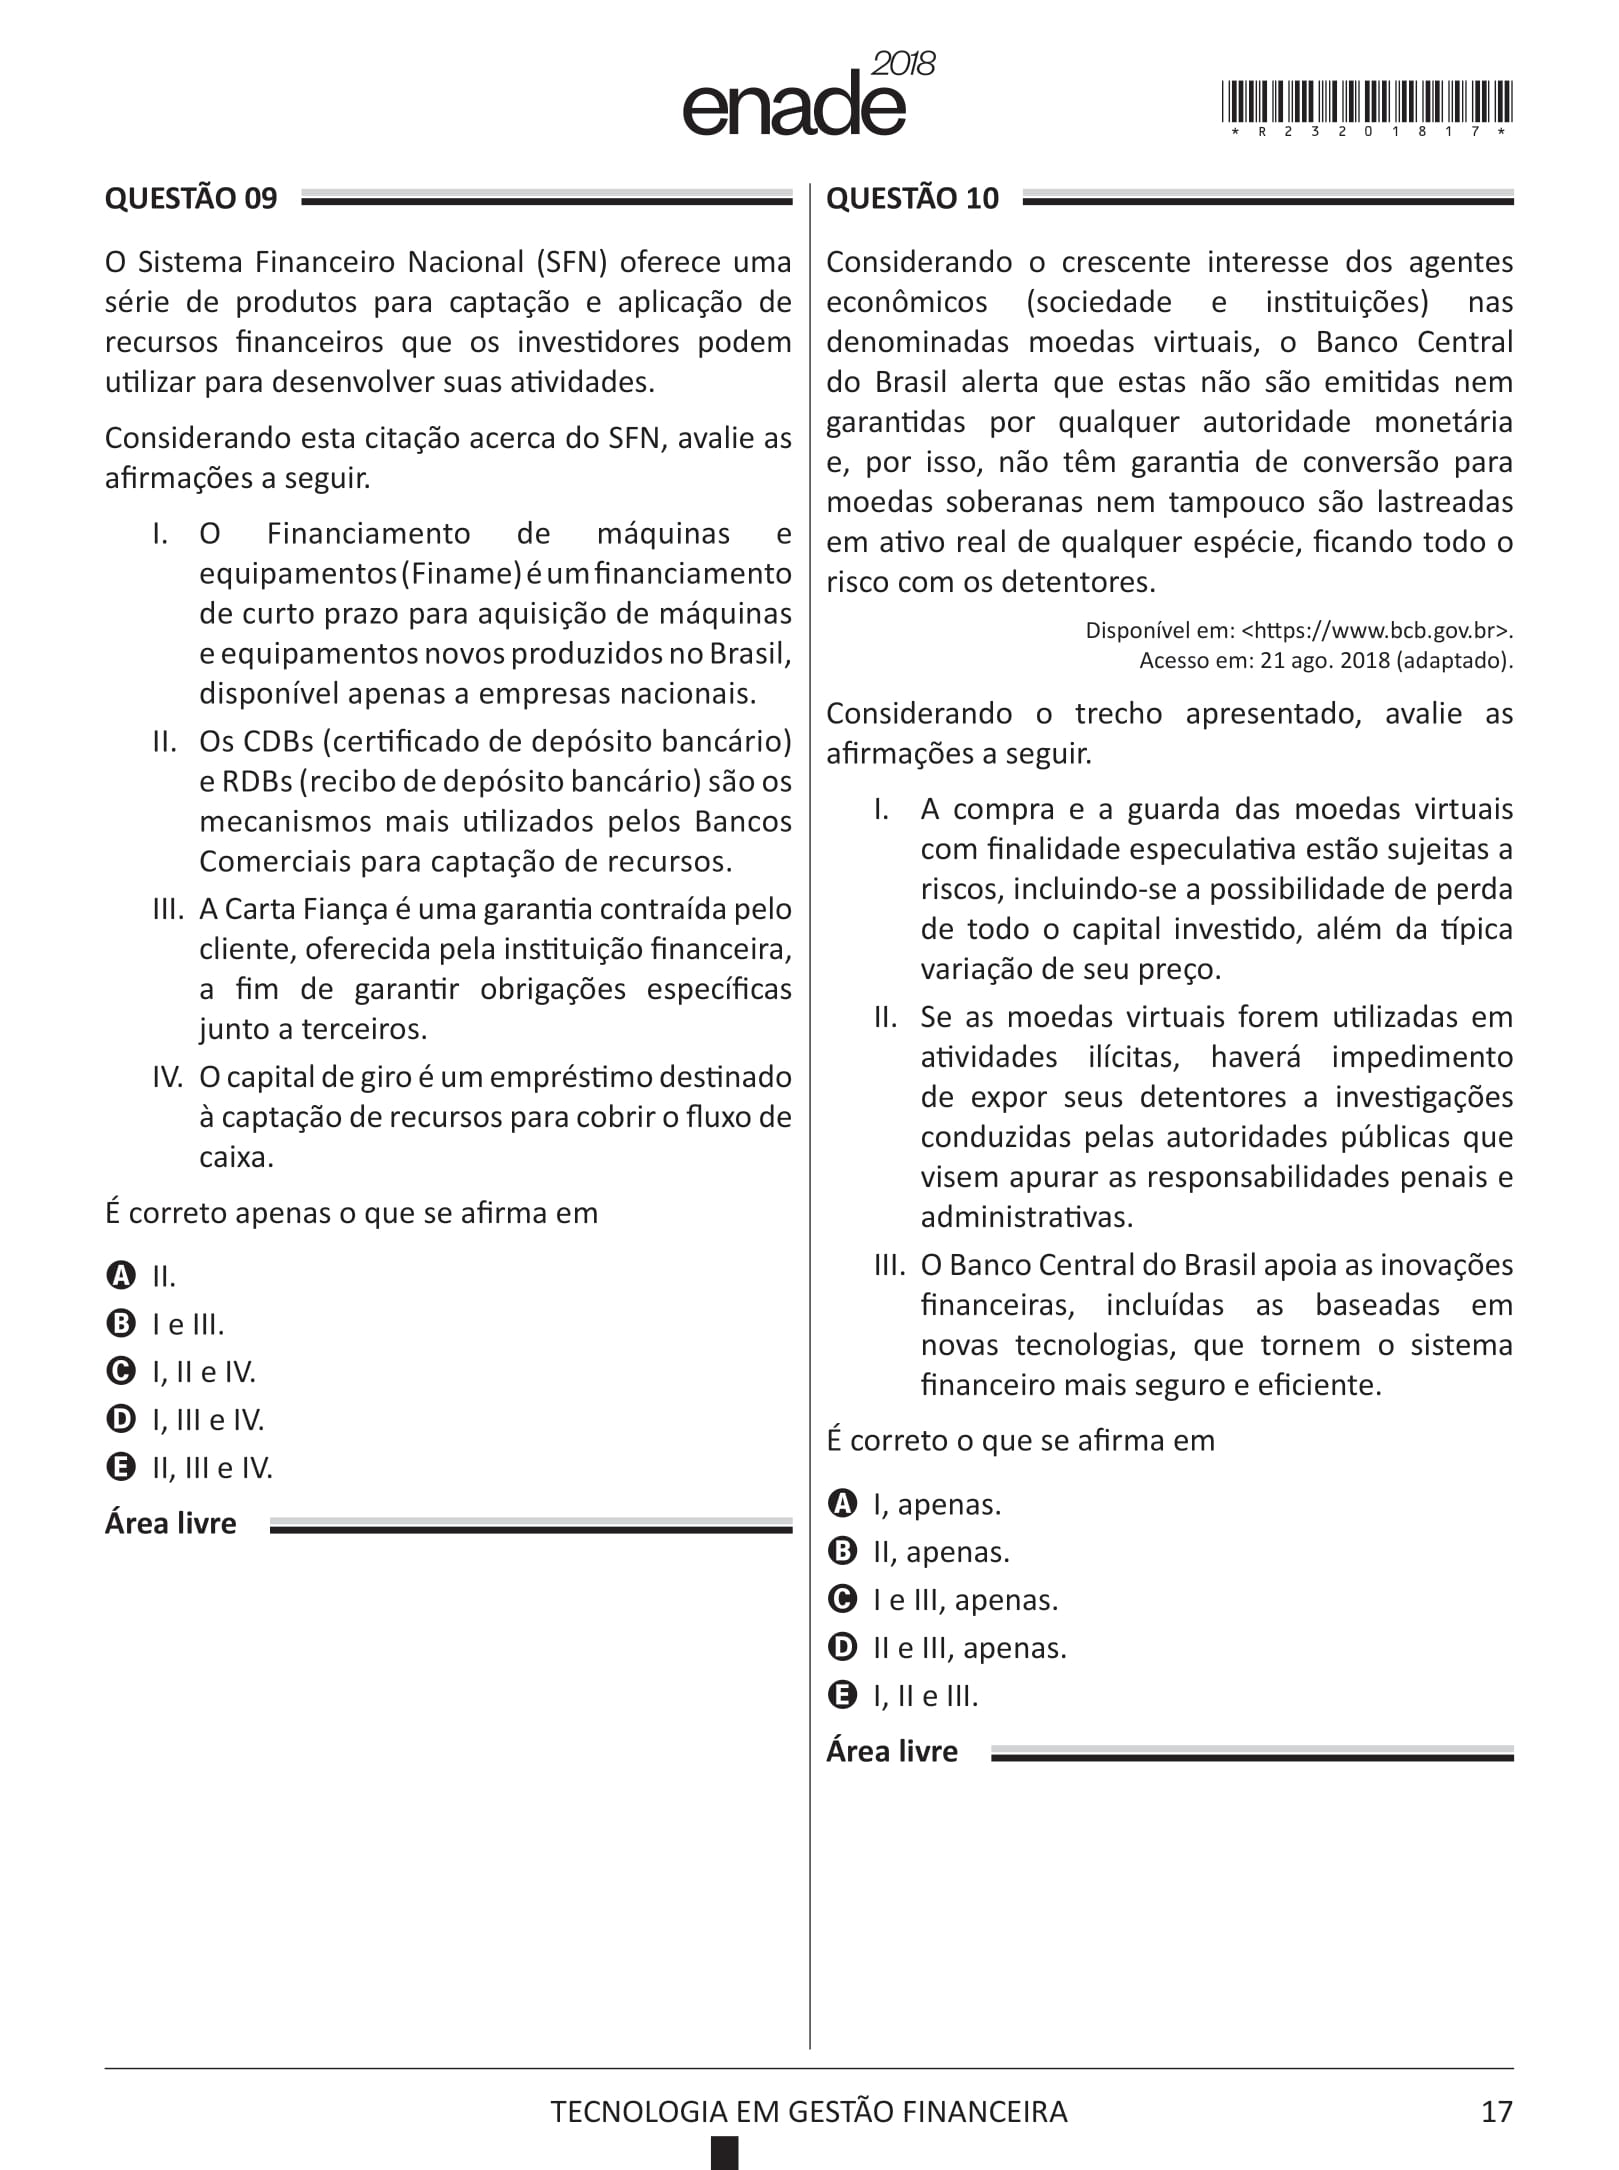 enade 2018
*R23201817*
QUESTÃO 09
O Sistema Financeiro Nacional (SFN) oferece uma
série de produtos para captação e aplicação de
recursos financeiros que os investidores podem
utilizar para desenvolver suas atividades.
Considerando esta citação acerca do SFN, avalie as
afirmações a seguir.
I. O Financiamento de máquinas e
equipamentos (Finame) é um financiamento
de curto prazo para aquisição de máquinas
e equipamentos novos produzidos no Brasil,
disponível apenas a empresas nacionais.
II. Os CDBs (certificado de depósito bancário)
e RDBs (recibo de depósito bancário) são os
mecanismos mais utilizados pelos Bancos
Comerciais para captação de recursos.
III. A Carta Fiança é uma garantia contraída pelo
cliente, oferecida pela instituição financeira,
a fim de garantir obrigações específicas
junto a terceiros.
IV. O capital de giro é um empréstimo destinado
à captação de recursos para cobrir o fluxo de
caixa.
É correto apenas o que se afirma em
A II.
B I e III.
C I, II e IV.
D I, III e IV.
E II, III e IV.
Área livre
QUESTÃO 10
Considerando o crescente interesse dos agentes
econômicos (sociedade e instituições) nas
denominadas moedas virtuais, o Banco Central
do Brasil alerta que estas não são emitidas nem
garantidas por qualquer autoridade monetária
e, por isso, não têm garantia de conversão para
moedas soberanas nem tampouco são lastreadas
em ativo real de qualquer espécie, ficando todo o
risco com os detentores.
Disponível em: <https://www.bcb.gov.br>.
Acesso em: 21 ago. 2018 (adaptado).
Considerando o trecho apresentado, avalie as
afirmações a seguir.
I. A compra e a guarda das moedas virtuais
com finalidade especulativa estão sujeitas a
riscos, incluindo-se a possibilidade de perda
de todo o capital investido, além da típica
variação de seu preço.
II. Se as moedas virtuais forem utilizadas em
atividades ilícitas, haverá impedimento
de expor seus detentores a investigações
conduzidas pelas autoridades públicas que
visem apurar as responsabilidades penais e
administrativas.
III. O Banco Central do Brasil apoia as inovações
financeiras, incluídas as baseadas em
novas tecnologias, que tornem o sistema
financeiro mais seguro e eficiente.
É correto o que se afirma em
A I, apenas.
B II, apenas.
C I e III, apenas.
D II e III, apenas.
E I, II e III.
Área livre
TECNOLOGIA EM GESTÃO FINANCEIRA
17